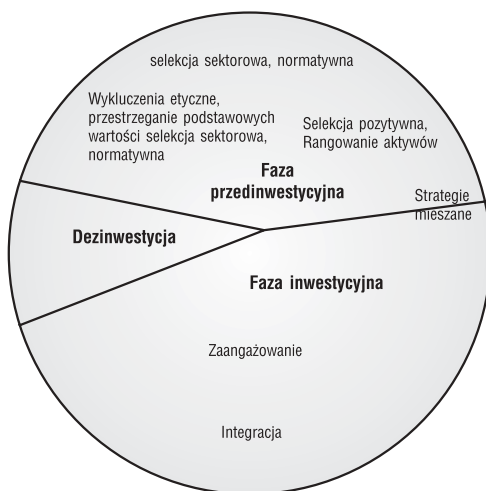 selekcja sektorowa, normatywna
Wykluczenia etyczne,
przestrzeganie podstawowych
wartości selekcja sektorowa,
normatywna
Selekcja pozytywna,
Rangowanie aktywów
Faza
przedinwestycyjna
Strategie
mieszane
Dezinwestycja
Faza inwestycyjna
Zaangażowanie
Integracja